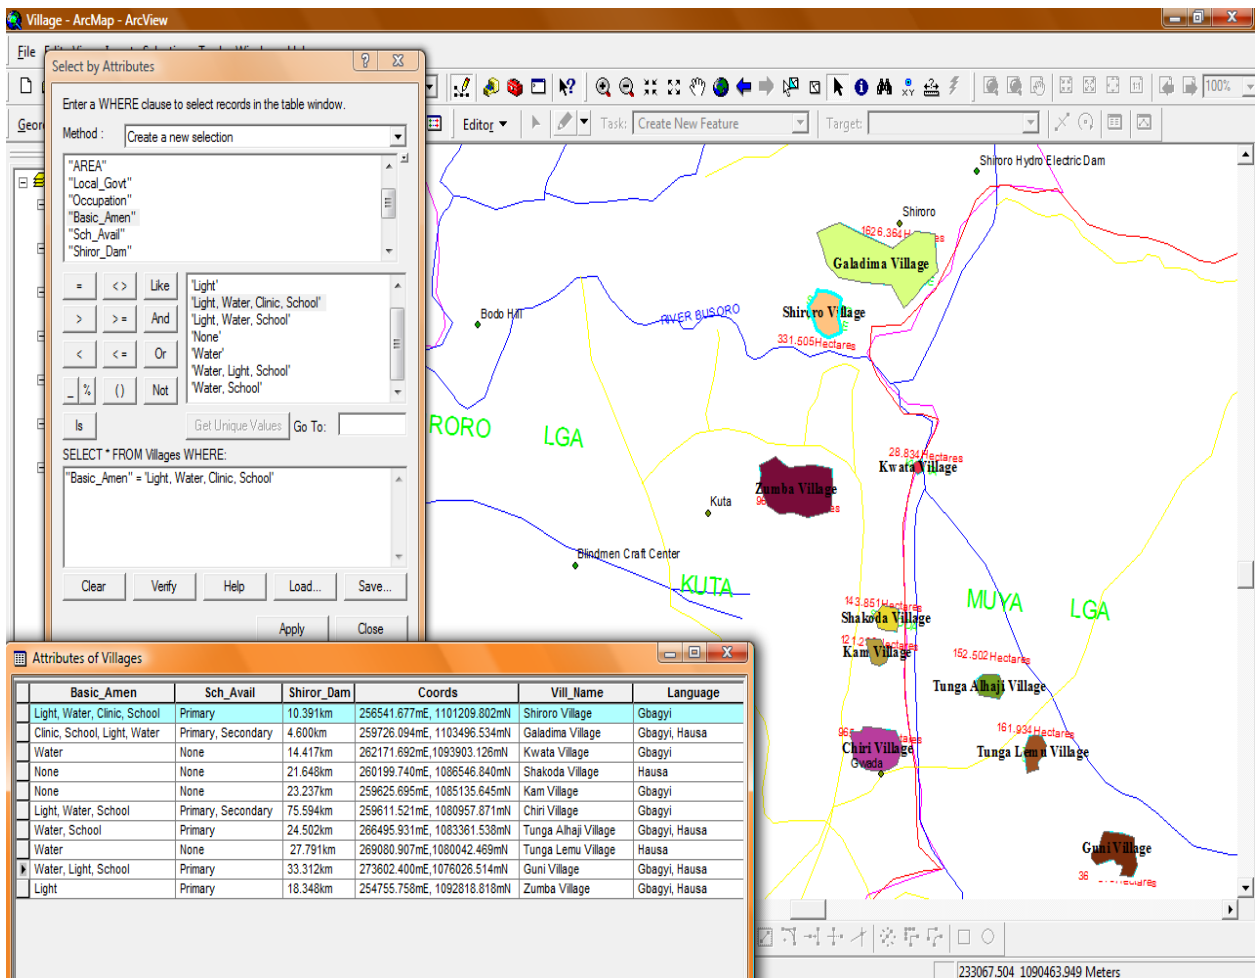 Village - ArcMap - ArcView
File
Select by Attributes
Enter a WHERE clause to select records in the table window.
Method : Create a new selection
"AREA"
"Local_Govt"
"Occupation"
"Basic_Amen"
"Sch_Avail"
"Shiror_Dam"
= <> Like
> >= And
< <= Or
_ % () Not
Is
'Light'
'Light, Water, Clinic, School'
'Light, Water, School'
'None'
'Water'
'Water, Light, School'
'Water, School'
Get Unique Values Go To:
SELECT * FROM Villages WHERE:
"Basic_Amen" = 'Light, Water, Clinic, School'
Clear Verify Help Load... Save...
Apply Close
100%
Editor Task: Create New Feature Target:
Shiroro Hydro Electric Dam
Shiroro
1626.364Hectares
Galadima Village
Bodo Hill
RIVER BUSORO
Shiroro Village
331.505Hectares
RORO LGA
28.834Hectares
Kwata Village
Zumba Village
Kuta
Blindmen Craft Center
KUTA
MUYA LGA
143.851Hectares
Shakoda Village
Kam Village
152.502Hectares
Tunga Alhaji Village
161.934Hectares
Chiri Village
Gwada
Tunga Lemu Village
Guni Village
Attributes of Villages
Basic_Amen Sch_Avail Shiror_Dam Coords Vill_Name Language
Light, Water, Clinic, School Primary 10.391km 256541.677mE, 1101209.802mN Shiroro Village Gbagyi
Clinic, School, Light, Water Primary, Secondary 4.600km 259726.094mE, 1103496.534mN Galadima Village Gbagyi, Hausa
Water None 14.417km 262171.692mE,1093903.126mN Kwata Village Gbagyi
None None 21.648km 260199.740mE, 1086546.840mN Shakoda Village Hausa
None None 23.237km 259625.695mE, 1085135.645mN Kam Village Gbagyi
Light, Water, School Primary, Secondary 75.594km 259611.521mE, 1080957.871mN Chiri Village Gbagyi
Water, School Primary 24.502km 266495.931mE, 1083361.538mN Tunga Alhaji Village Gbagyi, Hausa
Water None 27.791km 269080.907mE,1080042.469mN Tunga Lemu Village Hausa
Water, Light, School Primary 33.312km 273602.400mE,1076026.514mN Guni Village Gbagyi, Hausa
Light Primary 18.348km 254755.758mE, 1092818.818mN Zumba Village Gbagyi, Hausa
233067.504 1090463.949 Meters